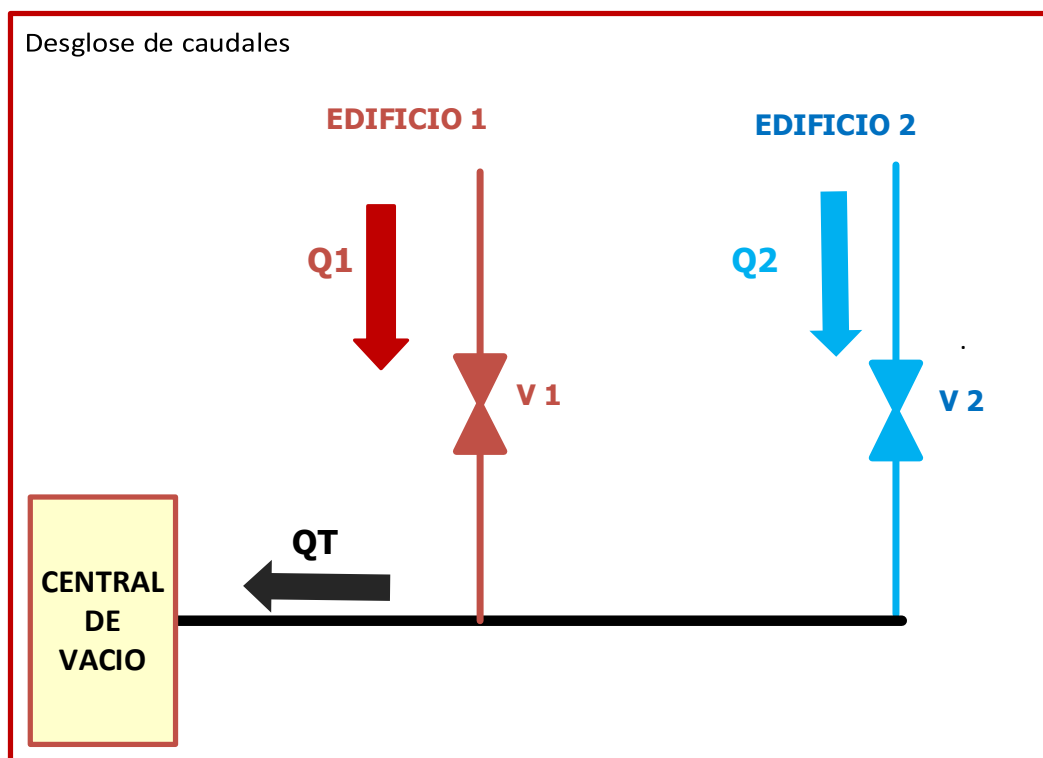 Desglose de caudales
EDIFICIO 1
EDIFICIO 2
Q1
Q2
.
V 1
V 2
QT
CENTRAL
DE
VACIO